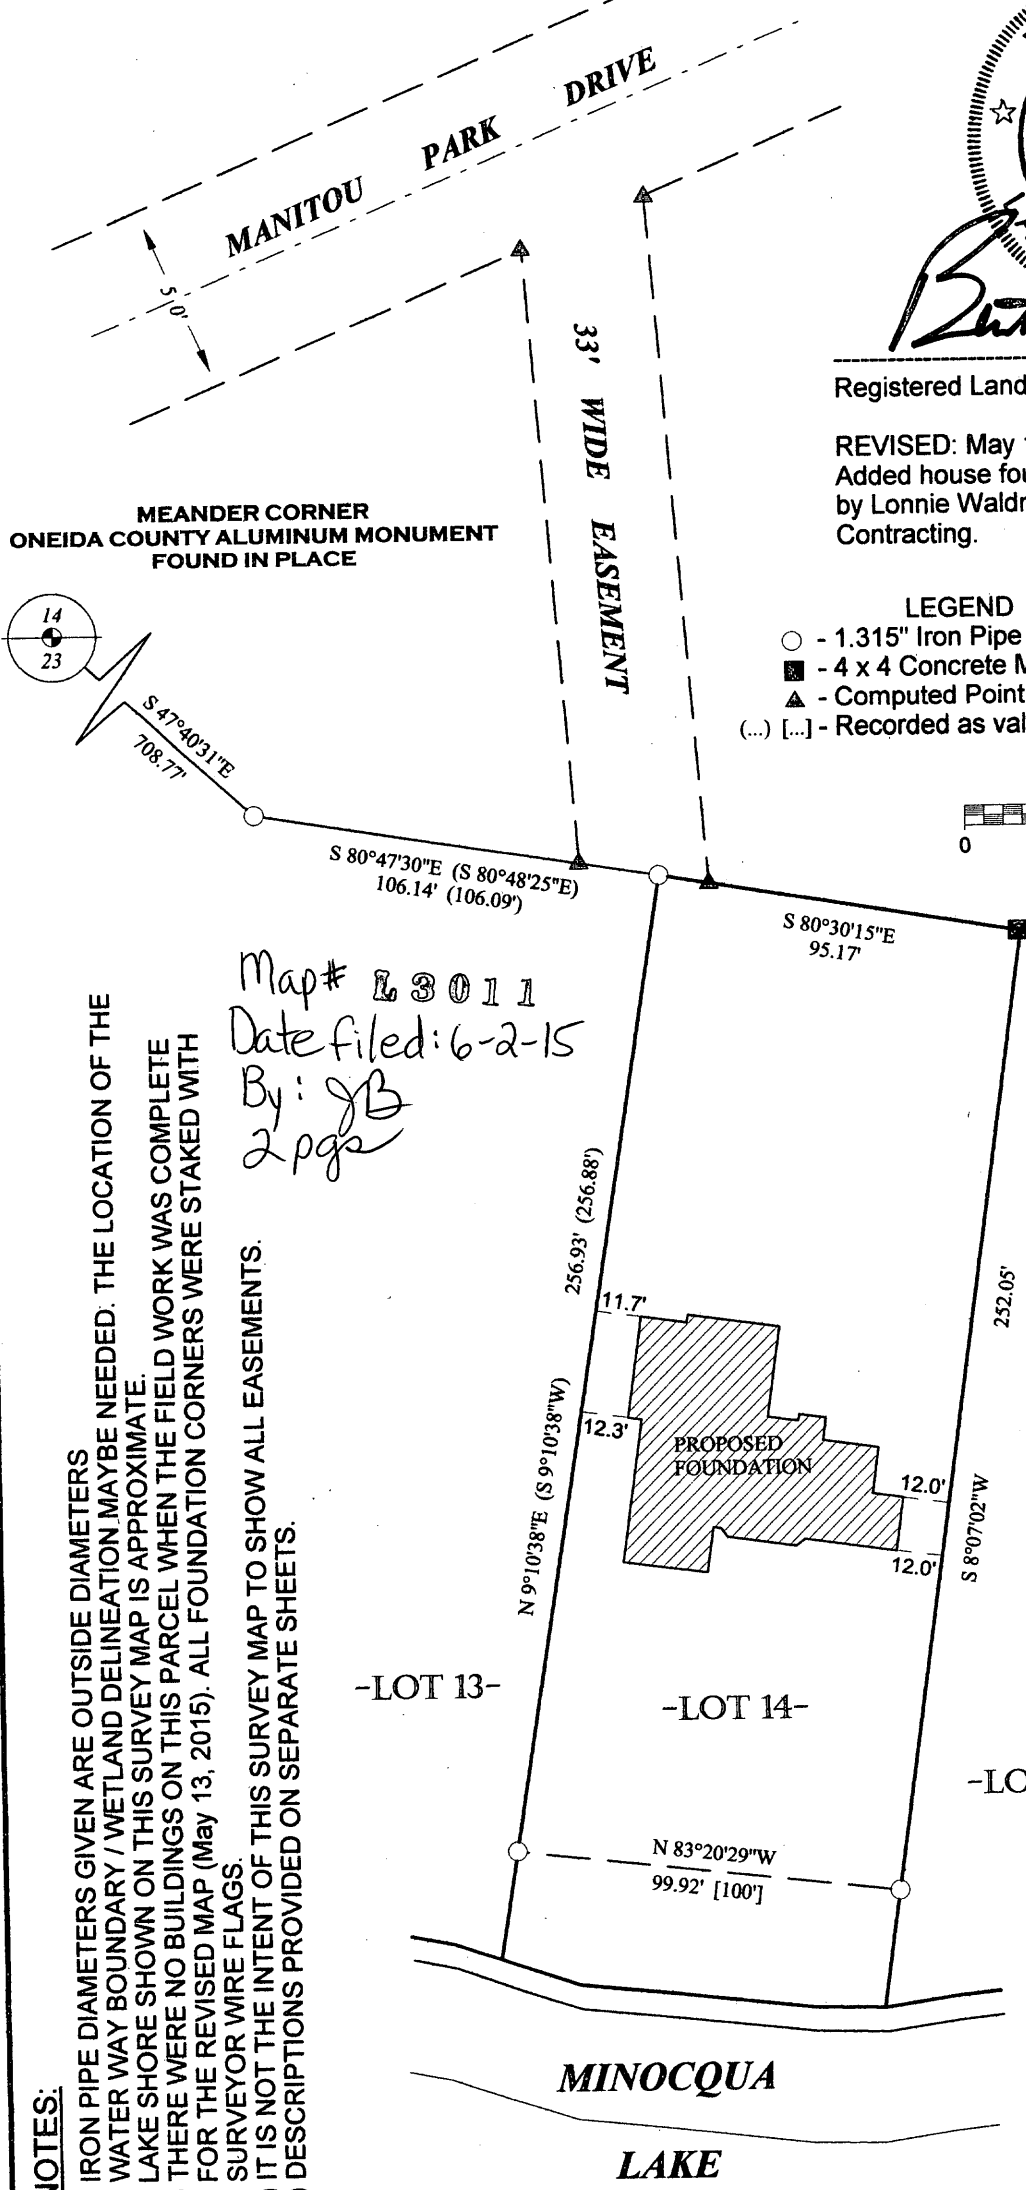 MANITOU PARK DRIVE
50'
33' WIDE EASEMENT
Registered Land
REVISED: May
Added house fou
by Lonnie Waldr
Contracting.
MEANDER CORNER
ONEIDA COUNTY ALUMINUM MONUMENT
FOUND IN PLACE
14
23
LEGEND
- 1.315" Iron Pipe
- 4 x 4 Concrete M
- Computed Point
(...) [...] - Recorded as val
0
S 47°40'31"E
708.77'
S 80°47'30"E (S 80°48'25"E)
106.14' (106.09')
S 80°30'15"E
95.17'
Map# L3011
Date filed: 6-2-15
By: JB
2 pgs
256.93' (256.88')
N 9°10'38"E (S 9°10'38"W)
252.05'
S 8°07'02"W
11.7'
12.3'
PROPOSED
FOUNDATION
12.0'
12.0'
-LOT 13-
-LOT 14-
-LO
N 83°20'29"W
99.92' [100']
MINOCQUA
LAKE
NOTES:
IRON PIPE DIAMETERS GIVEN ARE OUTSIDE DIAMETERS
WATER WAY BOUNDARY / WETLAND DELINEATION MAYBE NEEDED. THE LOCATION OF THE
LAKE SHORE SHOWN ON THIS SURVEY MAP IS APPROXIMATE.
THERE WERE NO BUILDINGS ON THIS PARCEL WHEN THE FIELD WORK WAS COMPLETE
FOR THE REVISED MAP (May 13, 2015). ALL FOUNDATION CORNERS WERE STAKED WITH
SURVEYOR WIRE FLAGS.
IT IS NOT THE INTENT OF THIS SURVEY MAP TO SHOW ALL EASEMENTS.
DESCRIPTIONS PROVIDED ON SEPARATE SHEETS.